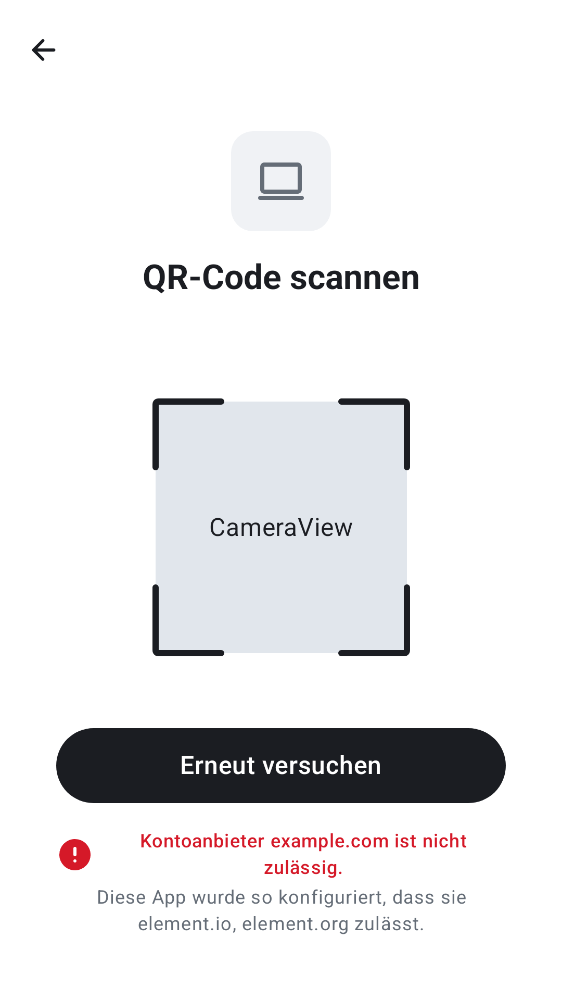 QR-Code scannen
CameraView
Erneut versuchen
Kontoanbieter example.com ist nicht
zulässig.
Diese App wurde so konfiguriert, dass sie
element.io, element.org zulässt.